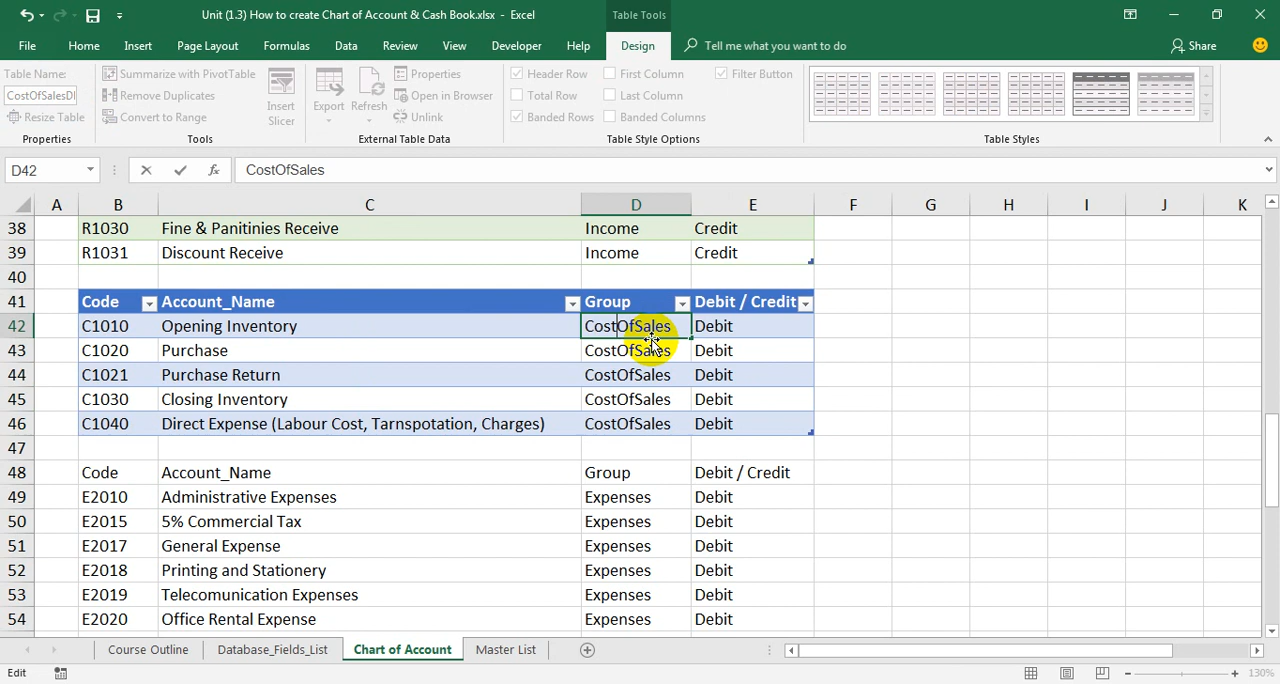 Unit (1.3) How to create Chart of Account & Cash Book.xlsx - Excel
Table Tools
File Home Insert Page Layout Formulas Data Review View Developer Help Design Tell me what you want to do Share
Table Name: Summarize with PivotTable Properties Header Row First Column Filter Button
CostOfSalesDI Remove Duplicates Insert Slicer Export Refresh Open in Browser Total Row Last Column
Resize Table Convert to Range Unlink Banded Rows Banded Columns
Properties Tools External Table Data Table Style Options Table Styles
D42 fx CostOfSales
A B C D E F G H I J K
38 R1030 Fine & Panitinies Receive Income Credit
39 R1031 Discount Receive Income Credit
40
41 Code Account_Name Group Debit / Credit
42 C1010 Opening Inventory CostOfSales Debit
43 C1020 Purchase CostOfSales Debit
44 C1021 Purchase Return CostOfSales Debit
45 C1030 Closing Inventory CostOfSales Debit
46 C1040 Direct Expense (Labour Cost, Tarnspotation, Charges) CostOfSales Debit
47
48 Code Account_Name Group Debit / Credit
49 E2010 Administrative Expenses Expenses Debit
50 E2015 5% Commercial Tax Expenses Debit
51 E2017 General Expense Expenses Debit
52 E2018 Printing and Stationery Expenses Debit
53 E2019 Telecomunication Expenses Expenses Debit
54 E2020 Office Rental Expense Expenses Debit
Course Outline Database_Fields_List Chart of Account Master List
Edit 130%